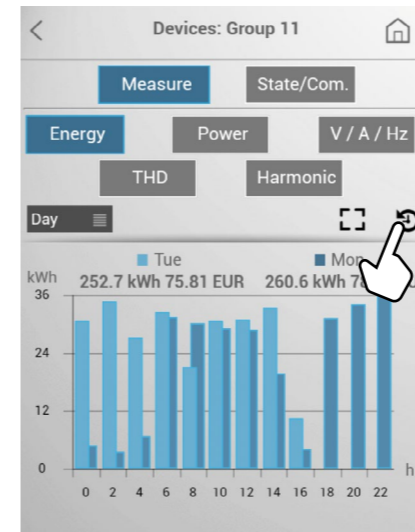 Devices: Group 11
Measure State/Com.
Energy Power V / A / Hz
THD Harmonic
Day
Tue Mon
kWh 252.7 kWh 75.81 EUR 260.6 kWh
36
24
12
0
h
0 2 4 6 8 10 12 14 16 18 20 22